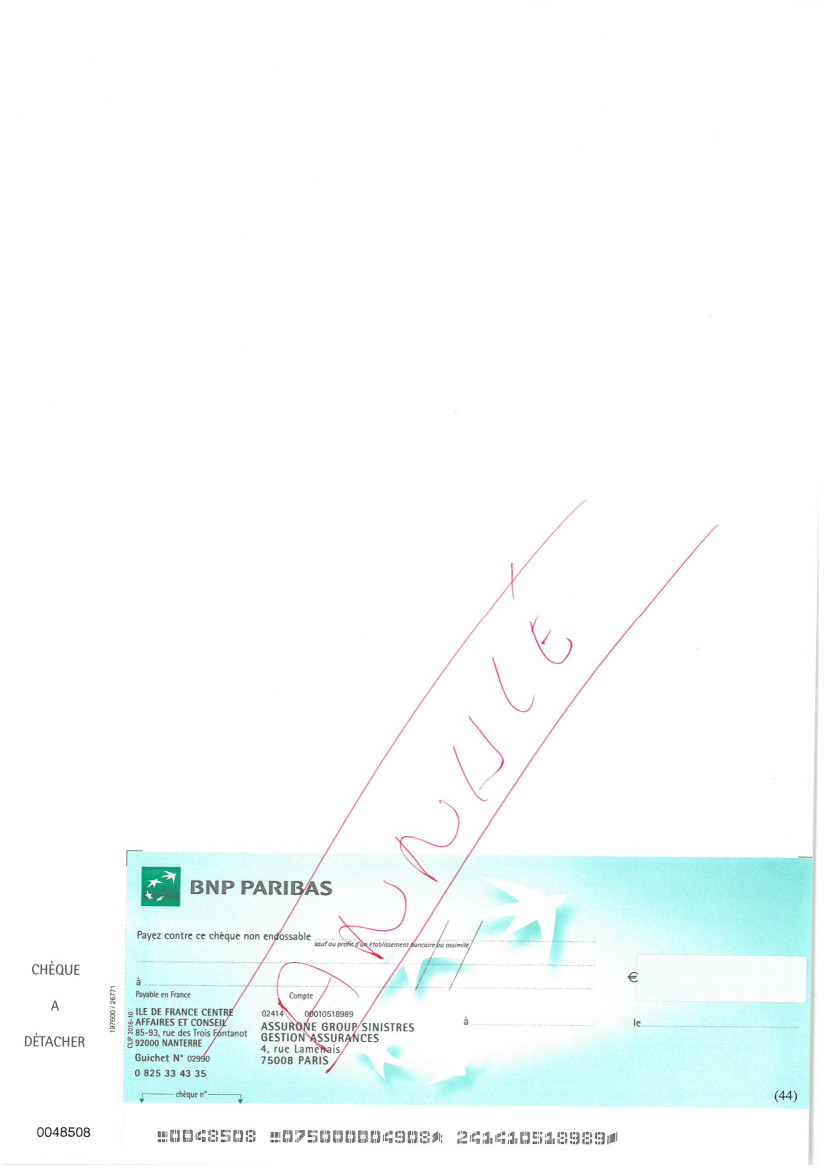 ANNULÉ
BNP PARIBAS
Payez contre ce chèque non endossable
sauf au profit d'un établissement bancaire ou assimilé
€
à
Payable en France
Compte
ILE DE FRANCE CENTRE
AFFAIRES ET CONSEIL
85-93, rue des Trois Fontanot
92000 NANTERRE
Guichet N° 02990
0 825 33 43 35
02414 00010518989
ASSURONE GROUP SINISTRES
GESTION ASSURANCES
4, rue Lamenais
75008 PARIS
à
le
CHÈQUE
A
DÉTACHER
197600 / 26771
CLIP 2016-10
chèque n°
(44)
0048508
0048508 075000004908 241410518989